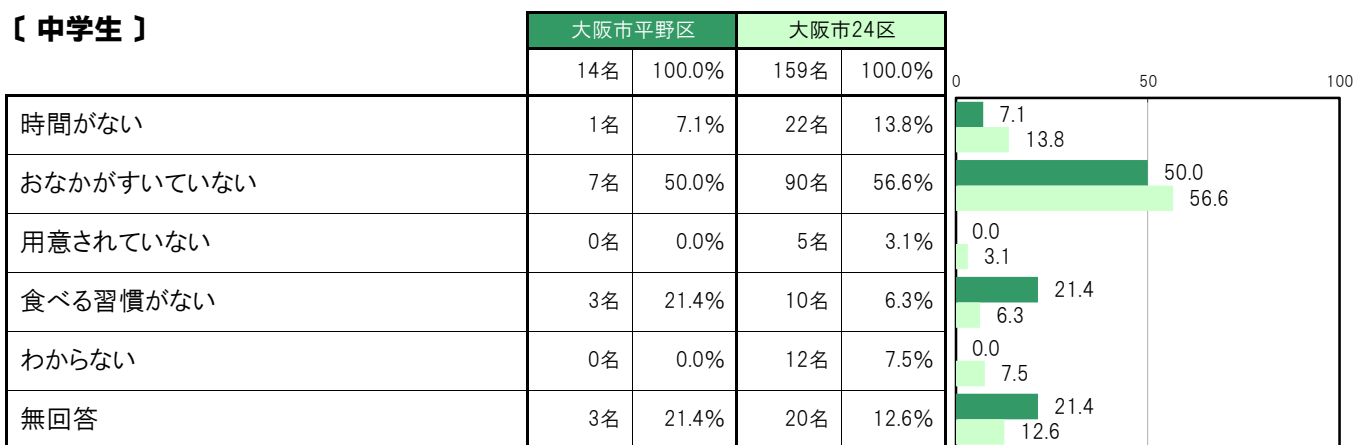 〔 中学生 〕
大阪市平野区 大阪市24区
14名 100.0% 159名 100.0%
0 50 100
時間がない 1名 7.1% 22名 13.8%
7.1
13.8
おなかがすいていない 7名 50.0% 90名 56.6%
50.0
56.6
用意されていない 0名 0.0% 5名 3.1%
0.0
3.1
食べる習慣がない 3名 21.4% 10名 6.3%
21.4
6.3
わからない 0名 0.0% 12名 7.5%
0.0
7.5
無回答 3名 21.4% 20名 12.6%
21.4
12.6